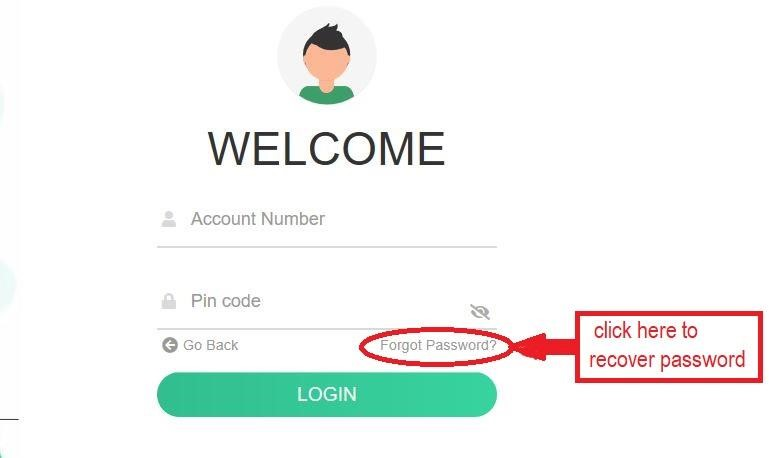 WELCOME
Account Number
Pin code
Go Back
Forgot Password?
click here to
recover password
LOGIN